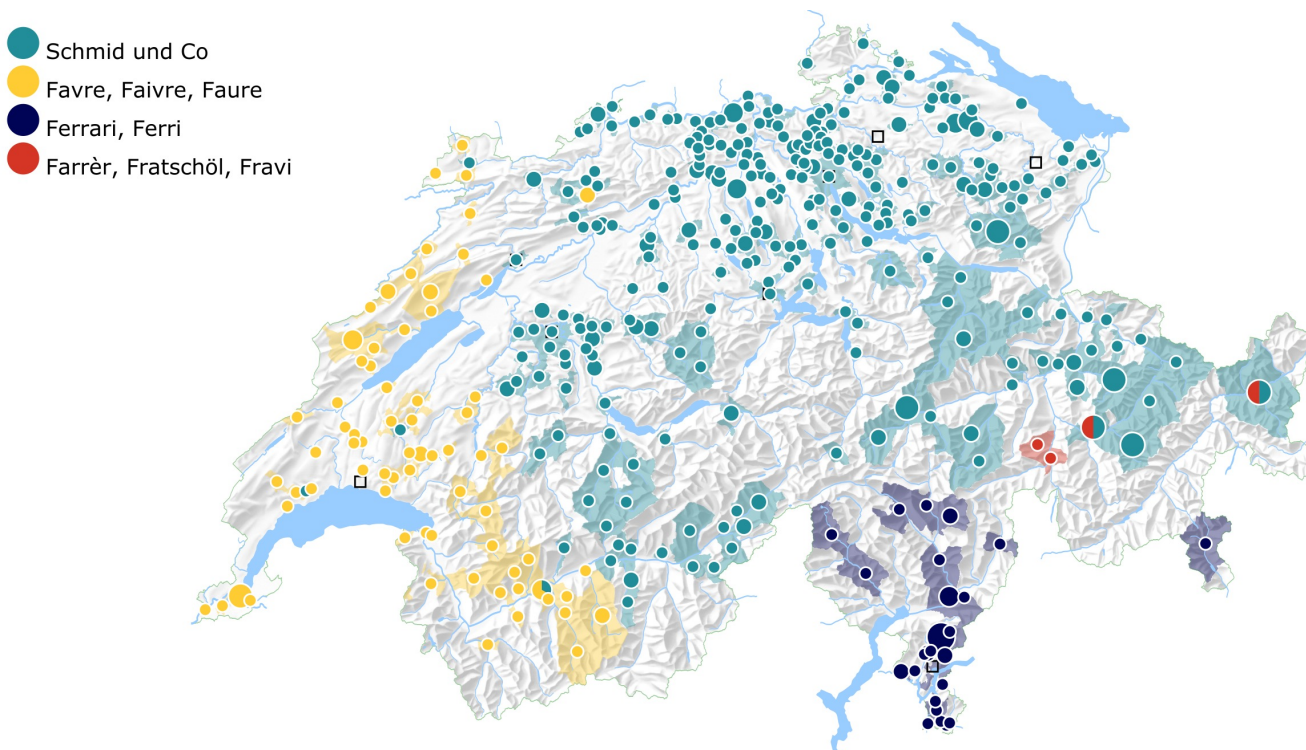 Schmid und Co
Favre, Faivre, Faure
Ferrari, Ferri
Farrèr, Fratschöl, Fravi